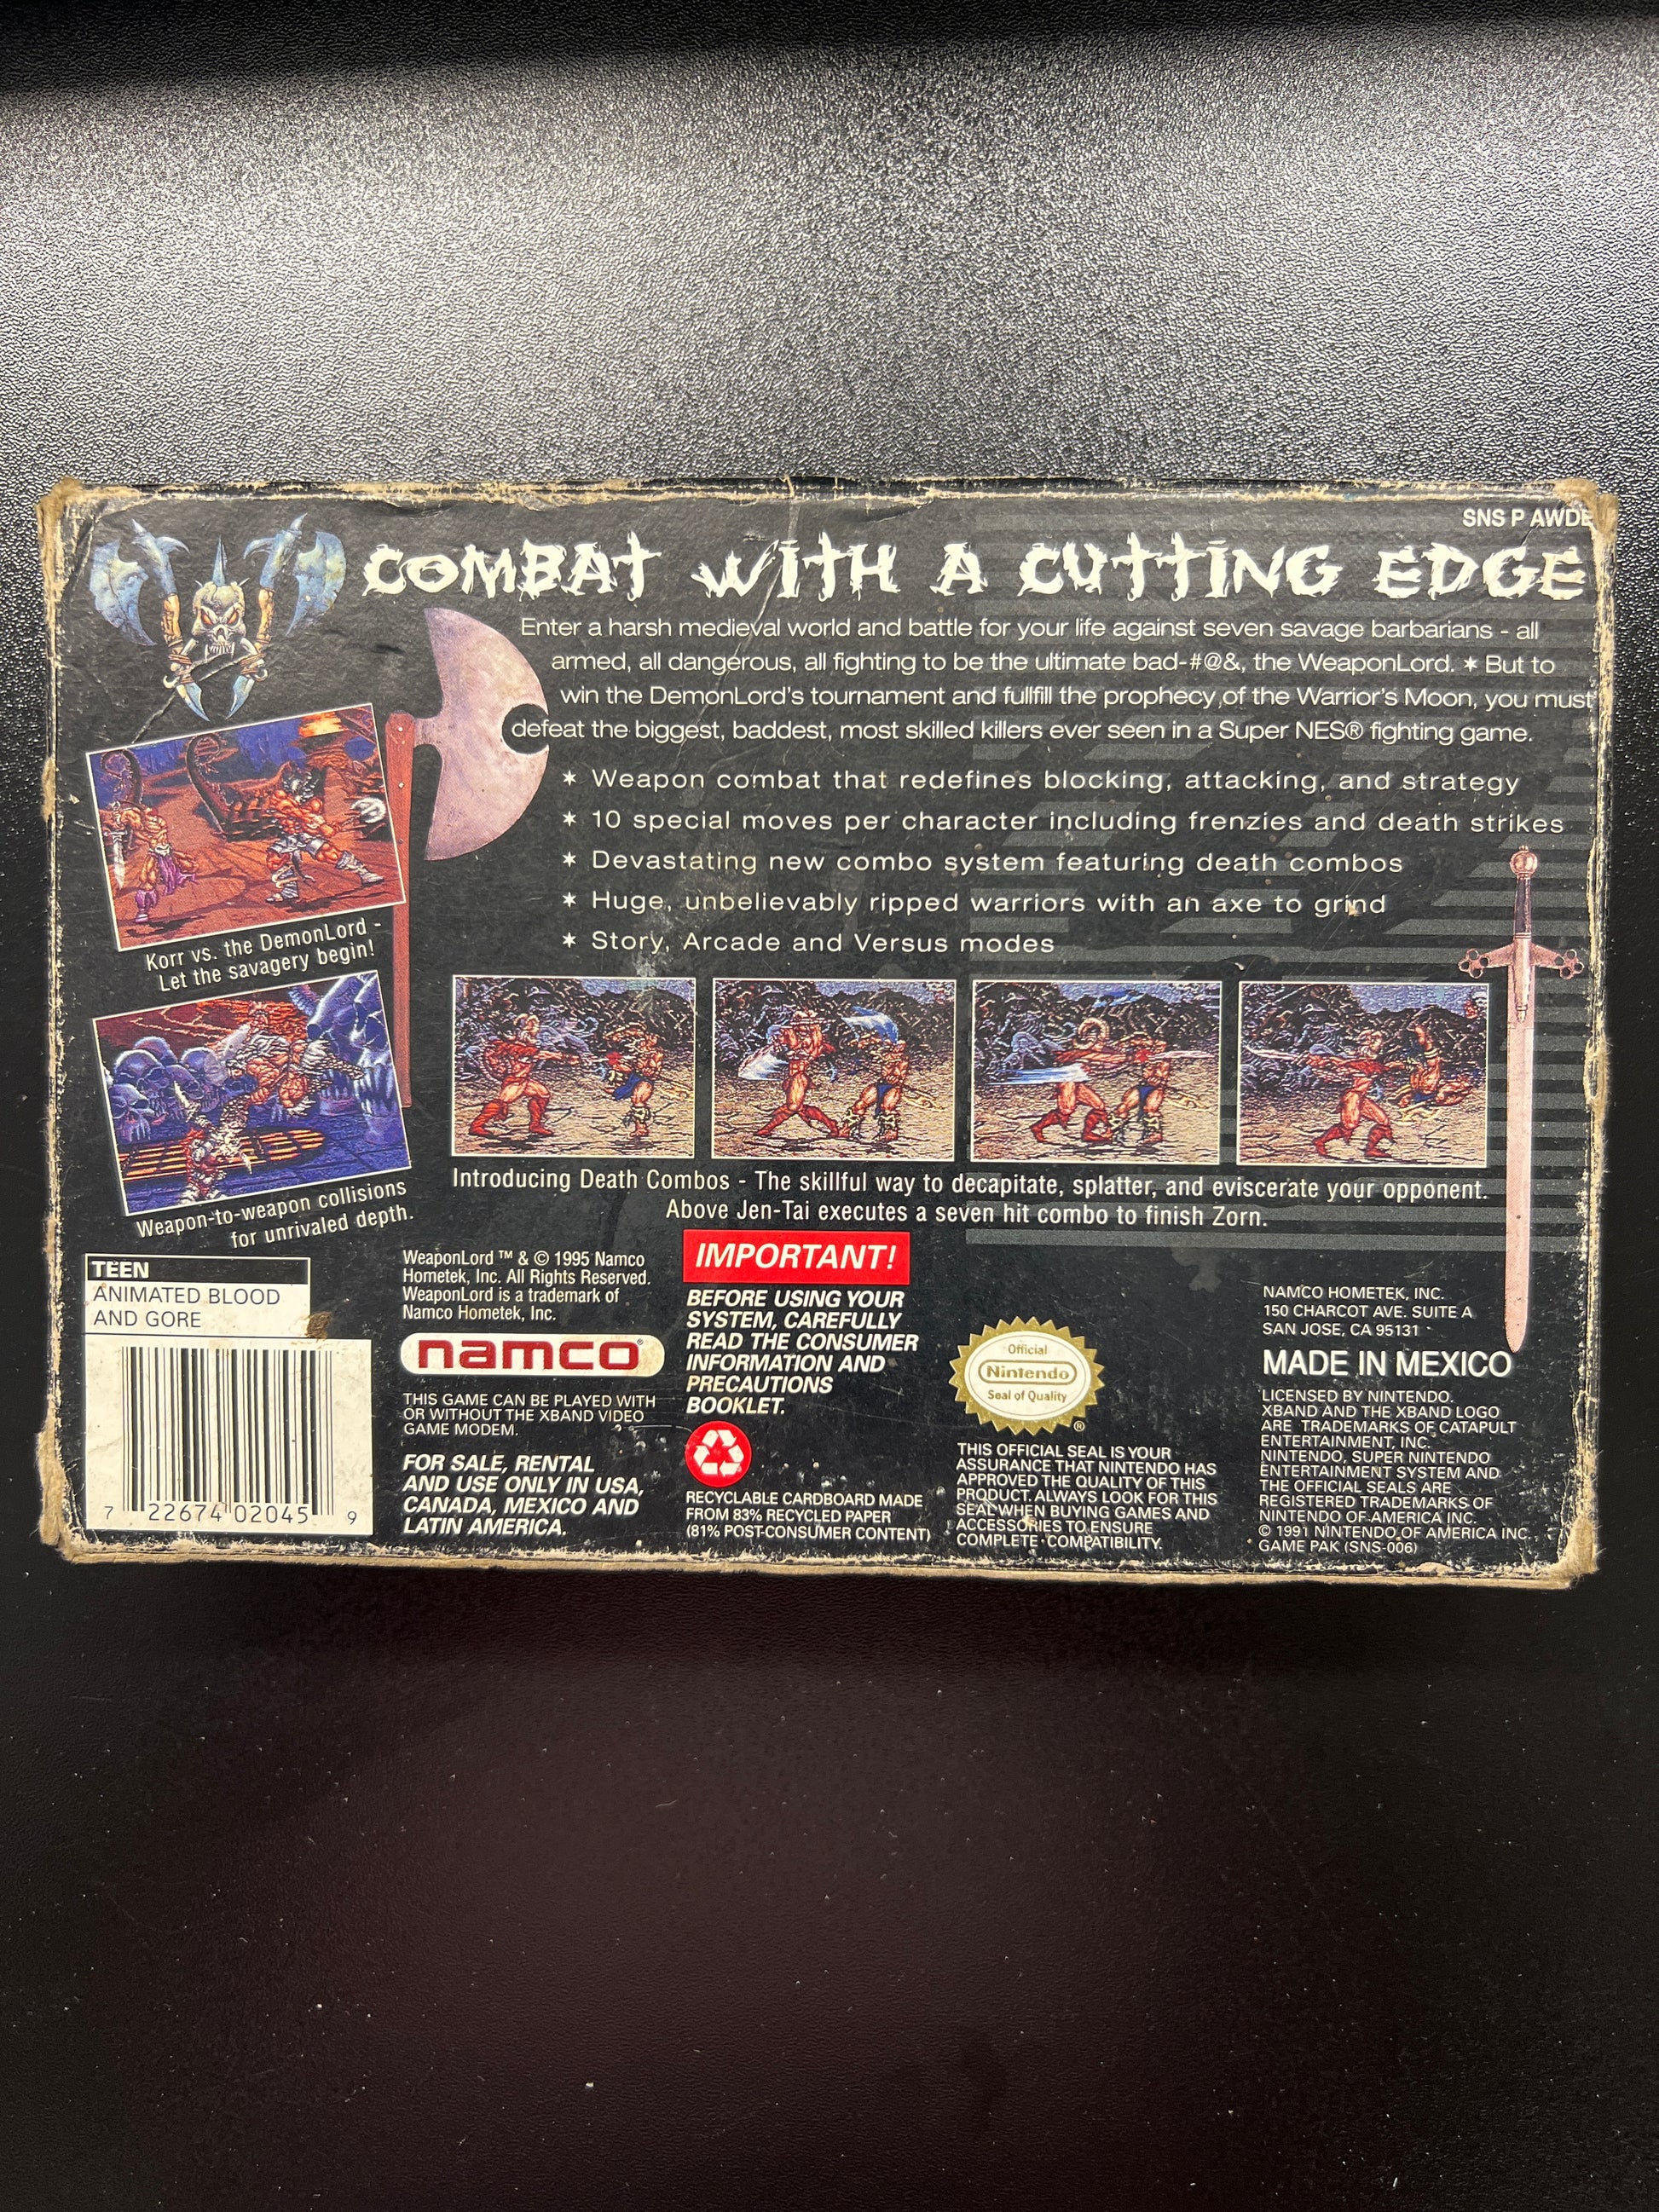 SNS P AWDE
COMBAT WITH A CUTTING EDGE
Enter a harsh medieval world and battle for your life against seven savage barbarians - all
armed, all dangerous, all fighting to be the ultimate bad-#@&, the WeaponLord. ✶ But to
win the DemonLord's tournament and fullfill the prophecy of the Warrior's Moon, you must
defeat the biggest, baddest, most skilled killers ever seen in a Super NES® fighting game.
✶ Weapon combat that redefines blocking, attacking, and strategy
✶ 10 special moves per character including frenzies and death strikes
✶ Devastating new combo system featuring death combos
✶ Huge, unbelievably ripped warriors with an axe to grind
✶ Story, Arcade and Versus modes
Korr vs. the DemonLord -
Let the savagery begin!
Weapon-to-weapon collisions
for unrivaled depth.
Introducing Death Combos - The skillful way to decapitate, splatter, and eviscerate your opponent.
Above Jen-Tai executes a seven hit combo to finish Zorn.
TEEN
ANIMATED BLOOD
AND GORE
7 22674 02045 9
WeaponLord ™ & © 1995 Namco
Hometek, Inc. All Rights Reserved.
WeaponLord is a trademark of
Namco Hometek, Inc.
namco®
THIS GAME CAN BE PLAYED WITH
OR WITHOUT THE XBAND VIDEO
GAME MODEM.
FOR SALE, RENTAL
AND USE ONLY IN USA,
CANADA, MEXICO AND
LATIN AMERICA.
IMPORTANT!
BEFORE USING YOUR
SYSTEM, CAREFULLY
READ THE CONSUMER
INFORMATION AND
PRECAUTIONS
BOOKLET.
RECYCLABLE CARDBOARD MADE
FROM 83% RECYCLED PAPER
(81% POST-CONSUMER CONTENT)
Official
Nintendo
Seal of Quality
®
THIS OFFICIAL SEAL IS YOUR
ASSURANCE THAT NINTENDO HAS
APPROVED THE QUALITY OF THIS
PRODUCT. ALWAYS LOOK FOR THIS
SEAL WHEN BUYING GAMES AND
ACCESSORIES TO ENSURE
COMPLETE COMPATIBILITY.
NAMCO HOMETEK, INC.
150 CHARCOT AVE. SUITE A
SAN JOSE, CA 95131
MADE IN MEXICO
LICENSED BY NINTENDO.
XBAND AND THE XBAND LOGO
ARE TRADEMARKS OF CATAPULT
ENTERTAINMENT, INC.
NINTENDO, SUPER NINTENDO
ENTERTAINMENT SYSTEM AND
THE OFFICIAL SEALS ARE
REGISTERED TRADEMARKS OF
NINTENDO OF AMERICA INC.
© 1991 NINTENDO OF AMERICA INC.
GAME PAK (SNS-006)